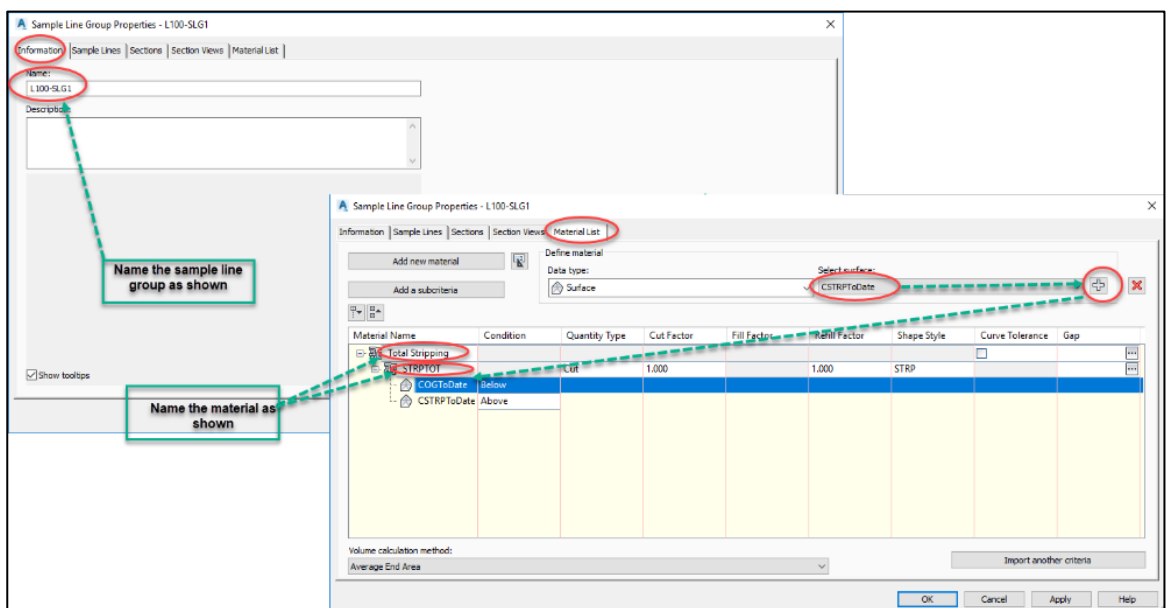 Sample Line Group Properties - L100-SLG1
Information Sample Lines Sections Section Views Material List
Name:
L100-SLG1
Description:
Name the sample line
group as shown
Show tooltips
Name the material as
shown
Sample Line Group Properties - L100-SLG1
Information Sample Lines Sections Section Views Material List
Add new material
Define material
Data type:
Select surface:
Surface
CSTRPToDate
Add a subcriteria
Material Name Condition Quantity Type Cut Factor Fill Factor Refill Factor Shape Style Curve Tolerance Gap
Total Stripping
STRPTOT Cut 1.000 1.000 STRP
COGToDate Below
CSTRPToDate Above
Volume calculation method:
Average End Area
Import another criteria
OK Cancel Apply Help